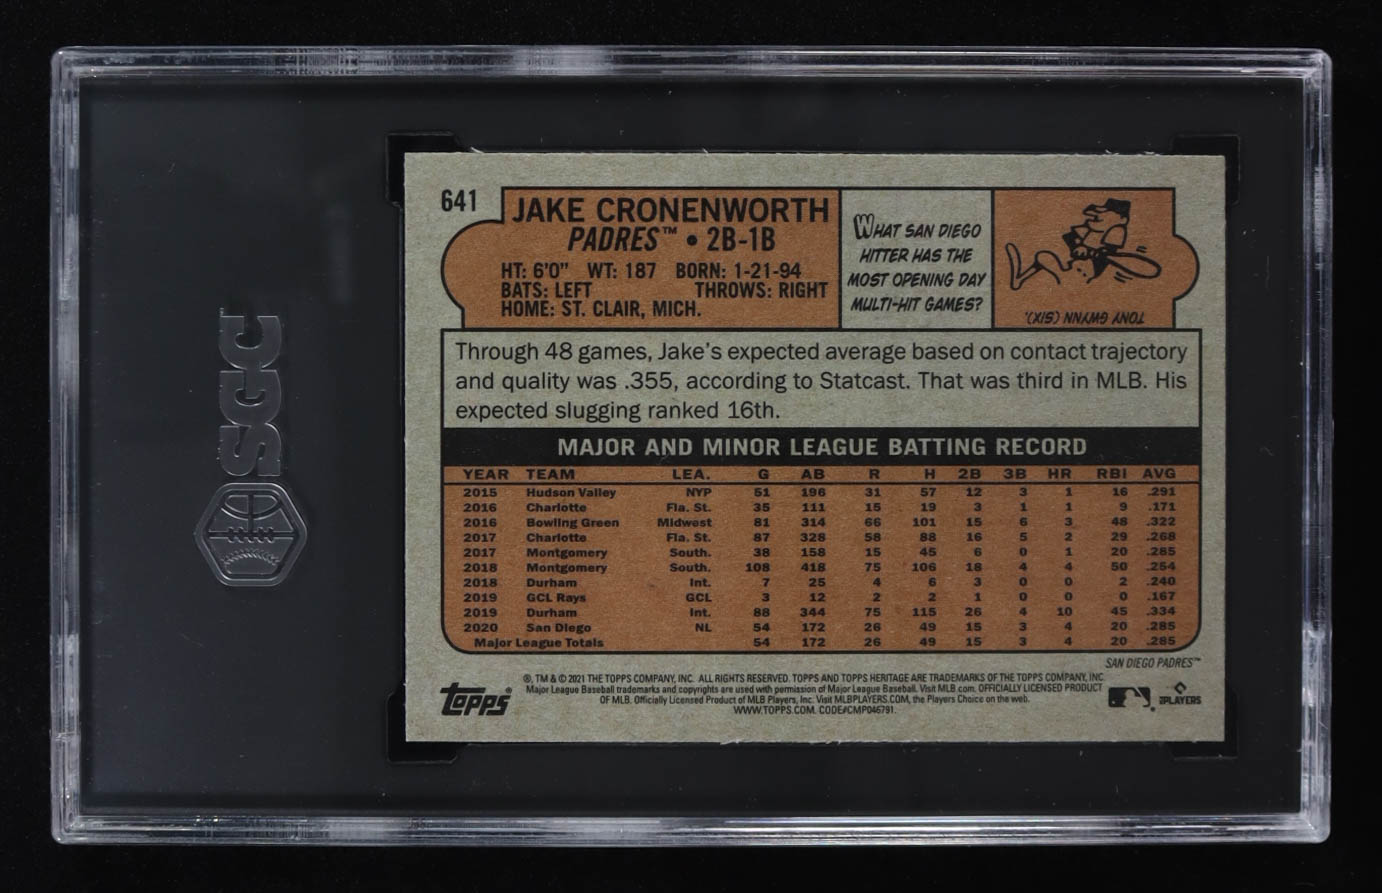 SGC
641
JAKE CRONENWORTH
PADRES™ • 2B-1B
HT: 6'0" WT: 187 BORN: 1-21-94
BATS: LEFT THROWS: RIGHT
HOME: ST. CLAIR, MICH.
WHAT SAN DIEGO
HITTER HAS THE
MOST OPENING DAY
MULTI-HIT GAMES?
TONY GWYNN (SIX).
Through 48 games, Jake's expected average based on contact trajectory
and quality was .355, according to Statcast. That was third in MLB. His
expected slugging ranked 16th.
MAJOR AND MINOR LEAGUE BATTING RECORD
YEAR TEAM LEA. G AB R H 2B 3B HR RBI AVG
2015 Hudson Valley NYP 51 196 31 57 12 3 1 16 .291
2016 Charlotte Fla. St. 35 111 15 19 3 1 1 9 .171
2016 Bowling Green Midwest 81 314 66 101 15 6 3 48 .322
2017 Charlotte Fla. St. 87 328 58 88 16 5 2 29 .268
2017 Montgomery South. 38 158 15 45 6 0 1 20 .285
2018 Montgomery South. 108 418 75 106 18 4 4 50 .254
2018 Durham Int. 7 25 4 6 3 0 0 2 .240
2019 GCL Rays GCL 3 12 2 2 1 0 0 0 .167
2019 Durham Int. 88 344 75 115 26 4 10 45 .334
2020 San Diego NL 54 172 26 49 15 3 4 20 .285
Major League Totals 54 172 26 49 15 3 4 20 .285
SAN DIEGO PADRES™
topps®
®, TM & © 2021 THE TOPPS COMPANY, INC. ALL RIGHTS RESERVED. TOPPS AND TOPPS HERITAGE ARE TRADEMARKS OF THE TOPPS COMPANY, INC.
Major League Baseball trademarks and copyrights are used with permission of Major League Baseball. Visit MLB.com. OFFICIALLY LICENSED PRODUCT
OF MLB. Officially Licensed Product of MLB Players, Inc. Visit MLBPLAYERS.COM, the Players Choice on the web.
WWW.TOPPS.COM. CODE#CMP046791.
PLAYERS